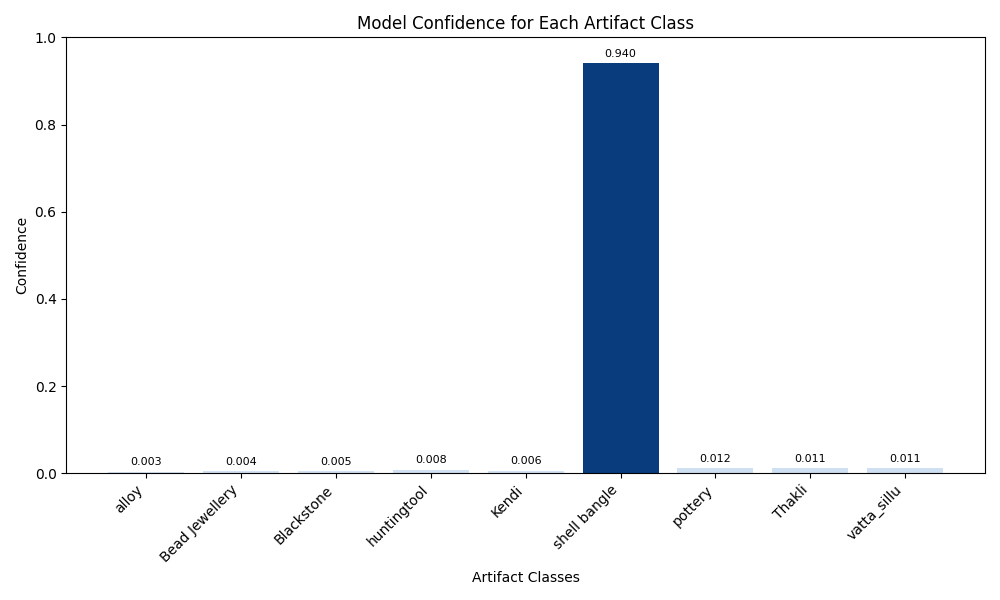 Model Confidence for Each Artifact Class
1.0
0.8
0.6
0.4
0.2
0.0
Confidence
0.003
0.004
0.005
0.008
0.006
0.940
0.012
0.011
0.011
alloy
Bead Jewellery
Blackstone
huntingtool
Kendi
shell bangle
pottery
Thakli
vatta_sillu
Artifact Classes